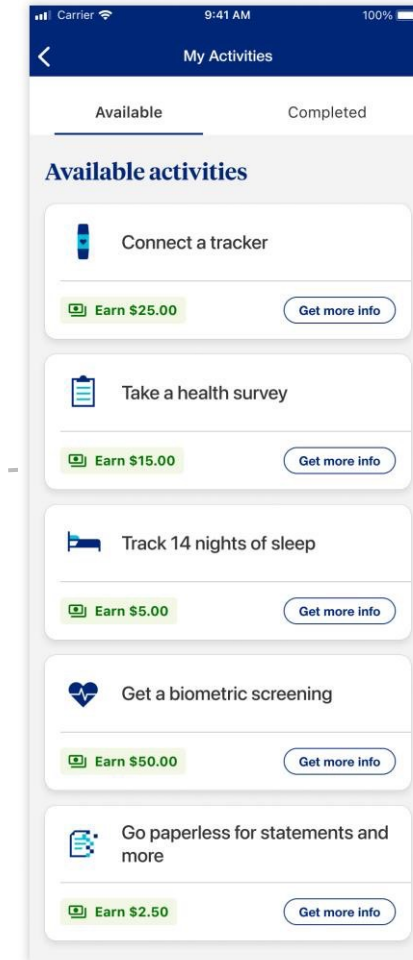 Carrier 9:41 AM 100%
My Activities
Available Completed
Available activities
Connect a tracker
Earn $25.00 Get more info
Take a health survey
Earn $15.00 Get more info
Track 14 nights of sleep
Earn $5.00 Get more info
Get a biometric screening
Earn $50.00 Get more info
Go paperless for statements and
more
Earn $2.50 Get more info